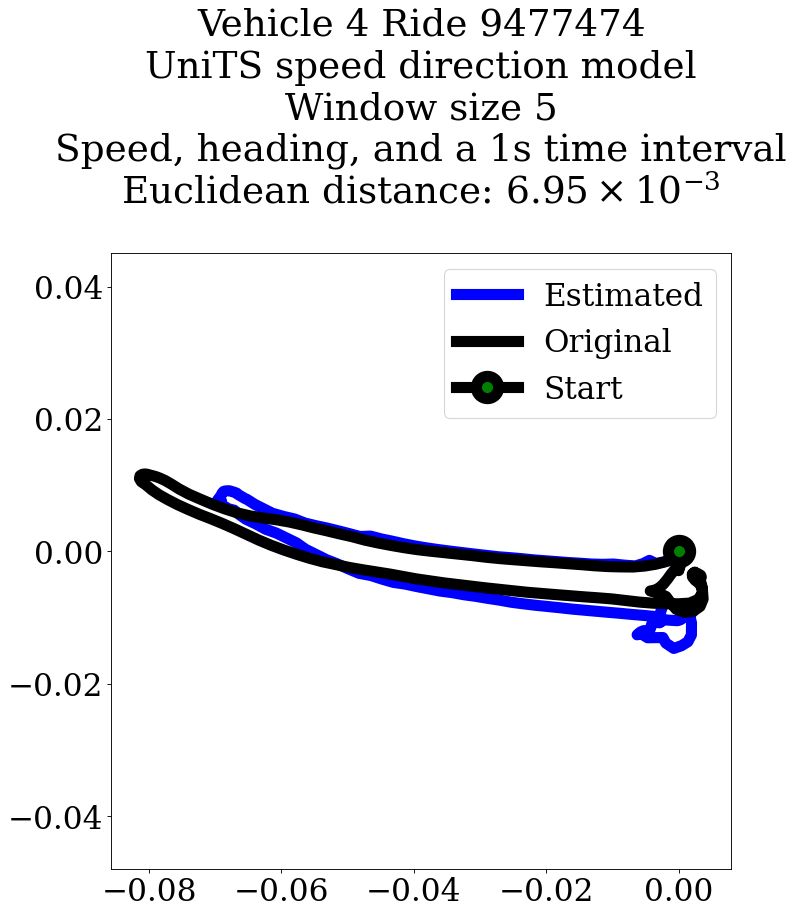 Vehicle 4 Ride 9477474
UniTS speed direction model
Window size 5
Speed, heading, and a 1s time interval
Euclidean distance: 6.95 × 10⁻³
Estimated
Original
Start
0.04
0.02
0.00
−0.02
−0.04
−0.08 −0.06 −0.04 −0.02 0.00